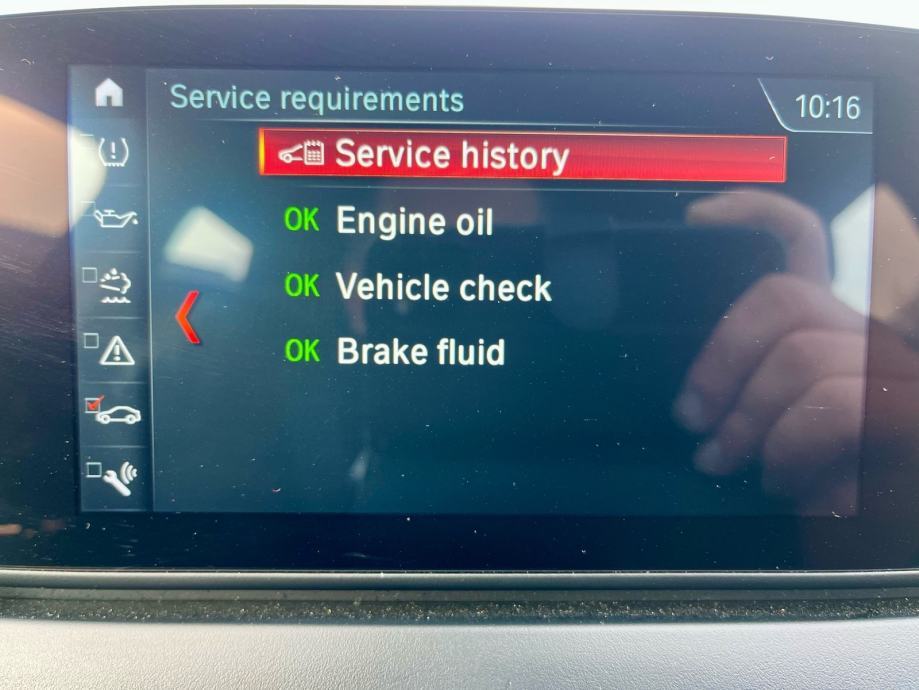 Service requirements
10:16
Service history
OK Engine oil
OK Vehicle check
OK Brake fluid